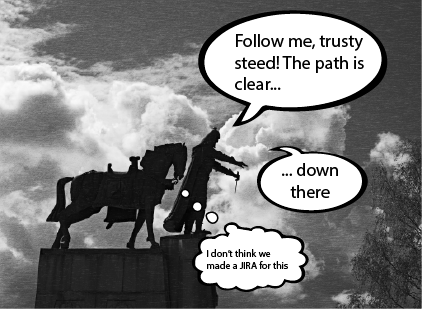 Follow me, trusty
steed! The path is
clear...
... down
there
I don't think we
made a JIRA for this